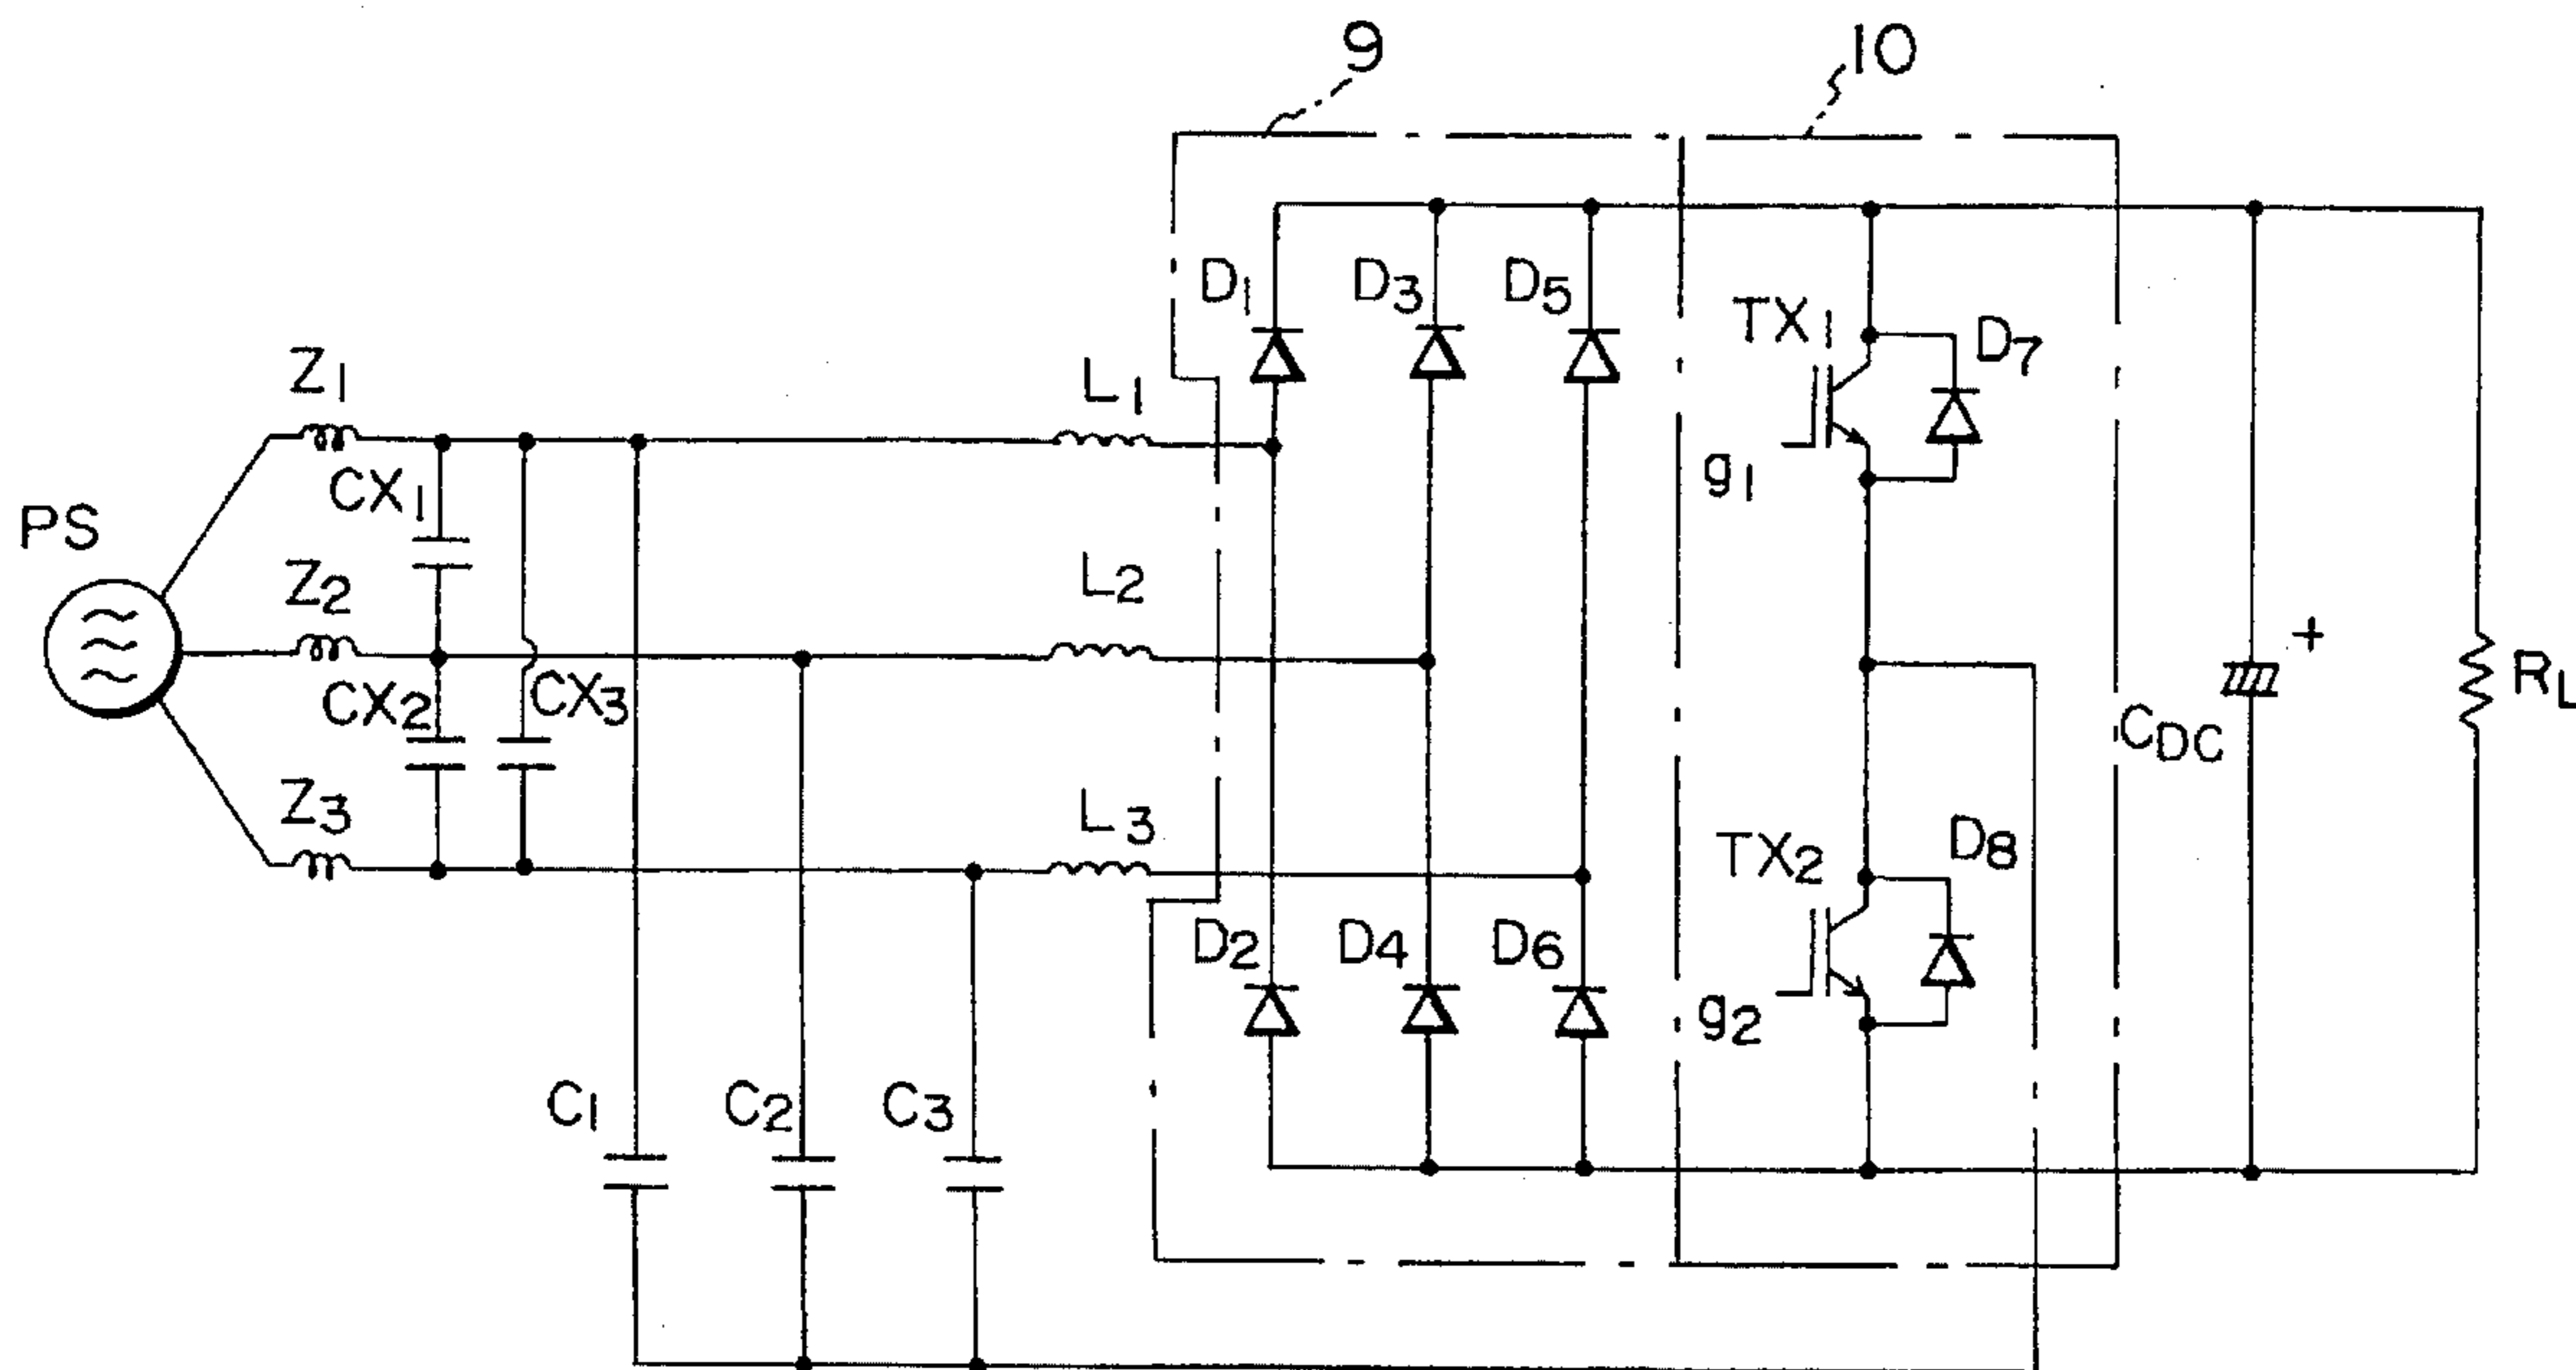 9
10
D1
D3
D5
TX1
D7
Z1
L1
CX1
g1
PS
Z2
L2
+
RL
CX2
CX3
CDC
Z3
L3
TX2
D8
D2
D4
D6
g2
C1
C2
C3